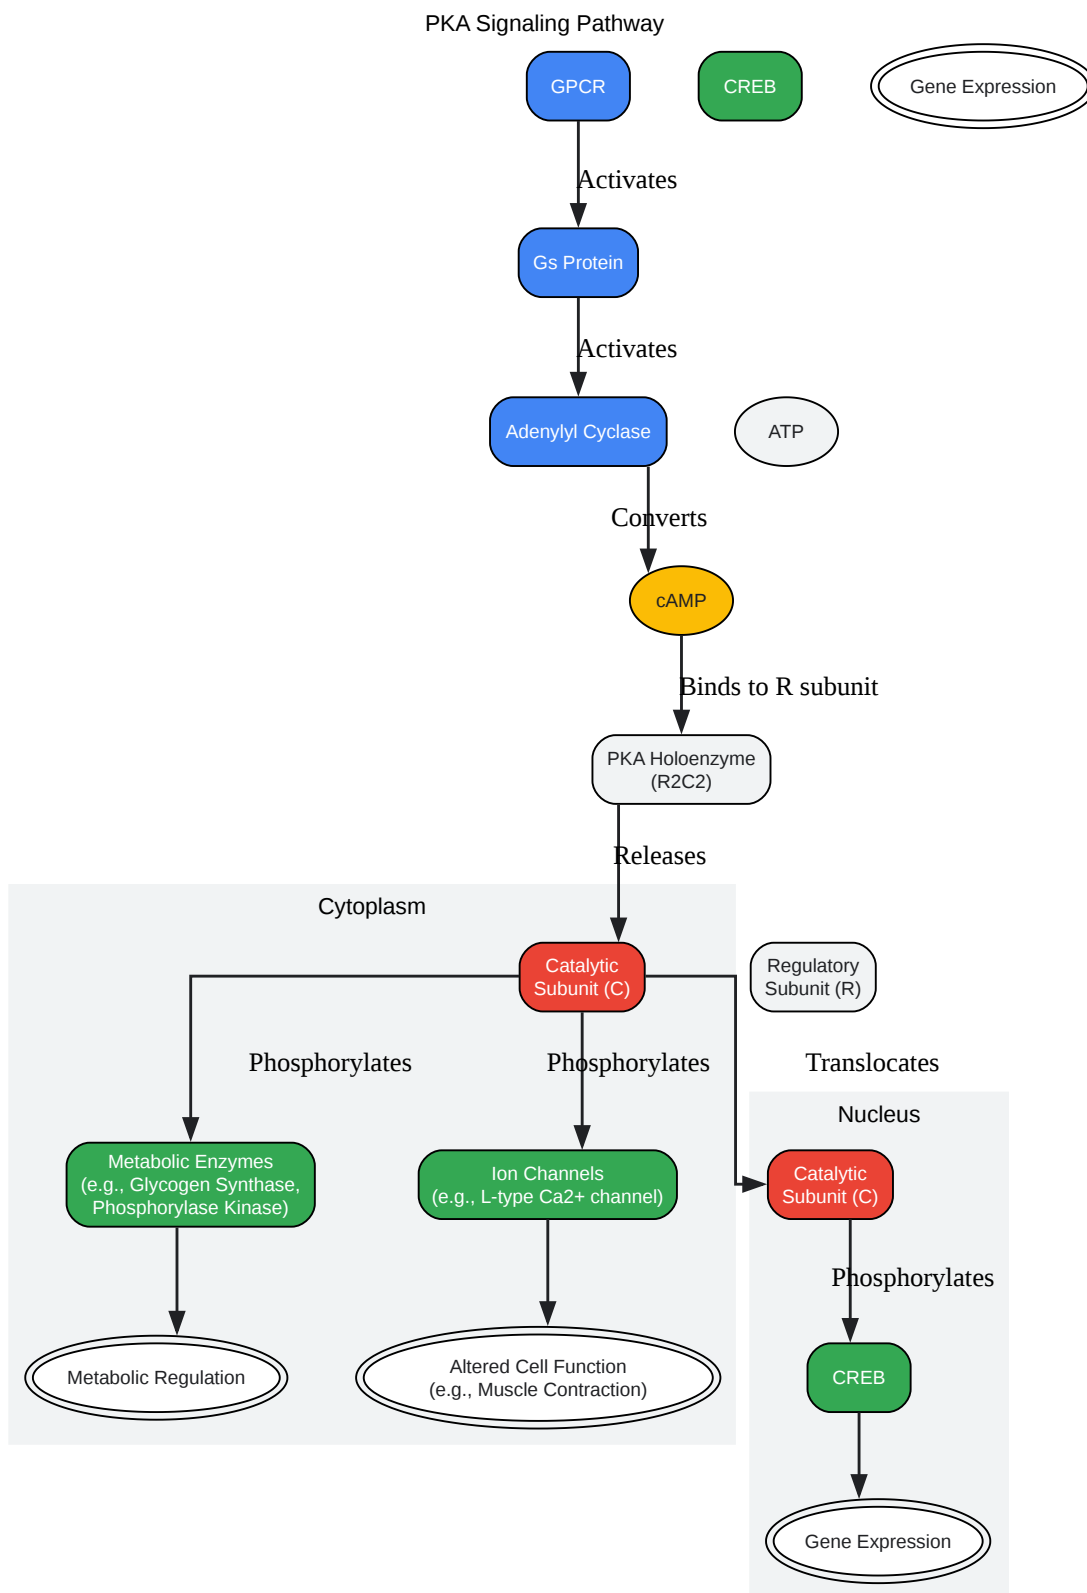 PKA Signaling Pathway
GPCR
CREB
Gene Expression
Activates
Gs Protein
Activates
Adenylyl Cyclase
ATP
Converts
cAMP
Binds to R subunit
PKA Holoenzyme
(R2C2)
Releases
Cytoplasm
Catalytic
Subunit (C)
Regulatory
Subunit (R)
Phosphorylates
Phosphorylates
Translocates
Nucleus
Metabolic Enzymes
(e.g., Glycogen Synthase,
Phosphorylase Kinase)
Ion Channels
(e.g., L-type Ca2+ channel)
Catalytic
Subunit (C)
Phosphorylates
Metabolic Regulation
Altered Cell Function
(e.g., Muscle Contraction)
CREB
Gene Expression